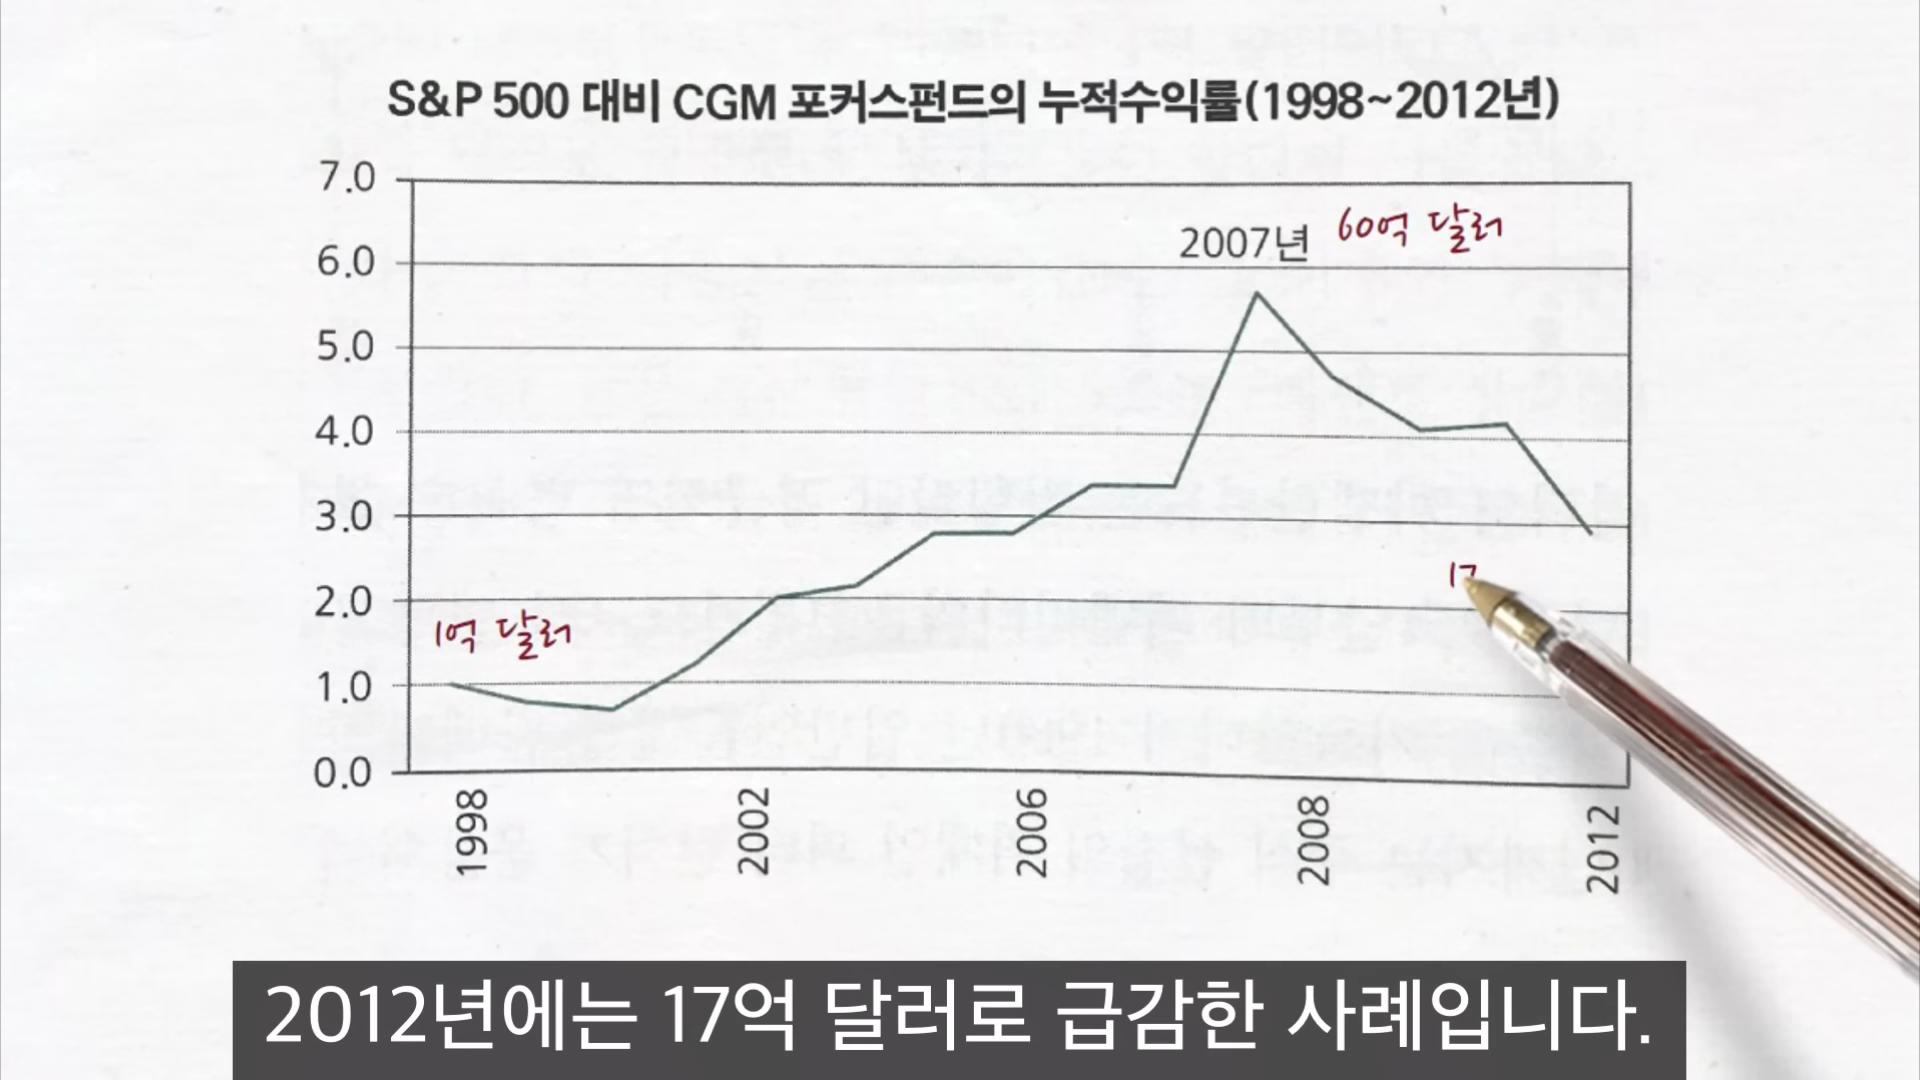 S&P 500 대비 CGM 포커스펀드의 누적수익률(1998~2012년)
7.0
2007년 60억 달러
6.0
5.0
4.0
3.0
17
2.0
1억 달러
1.0
0.0
1998 2002 2006 2008 2012
2012년에는 17억 달러로 급감한 사례입니다.